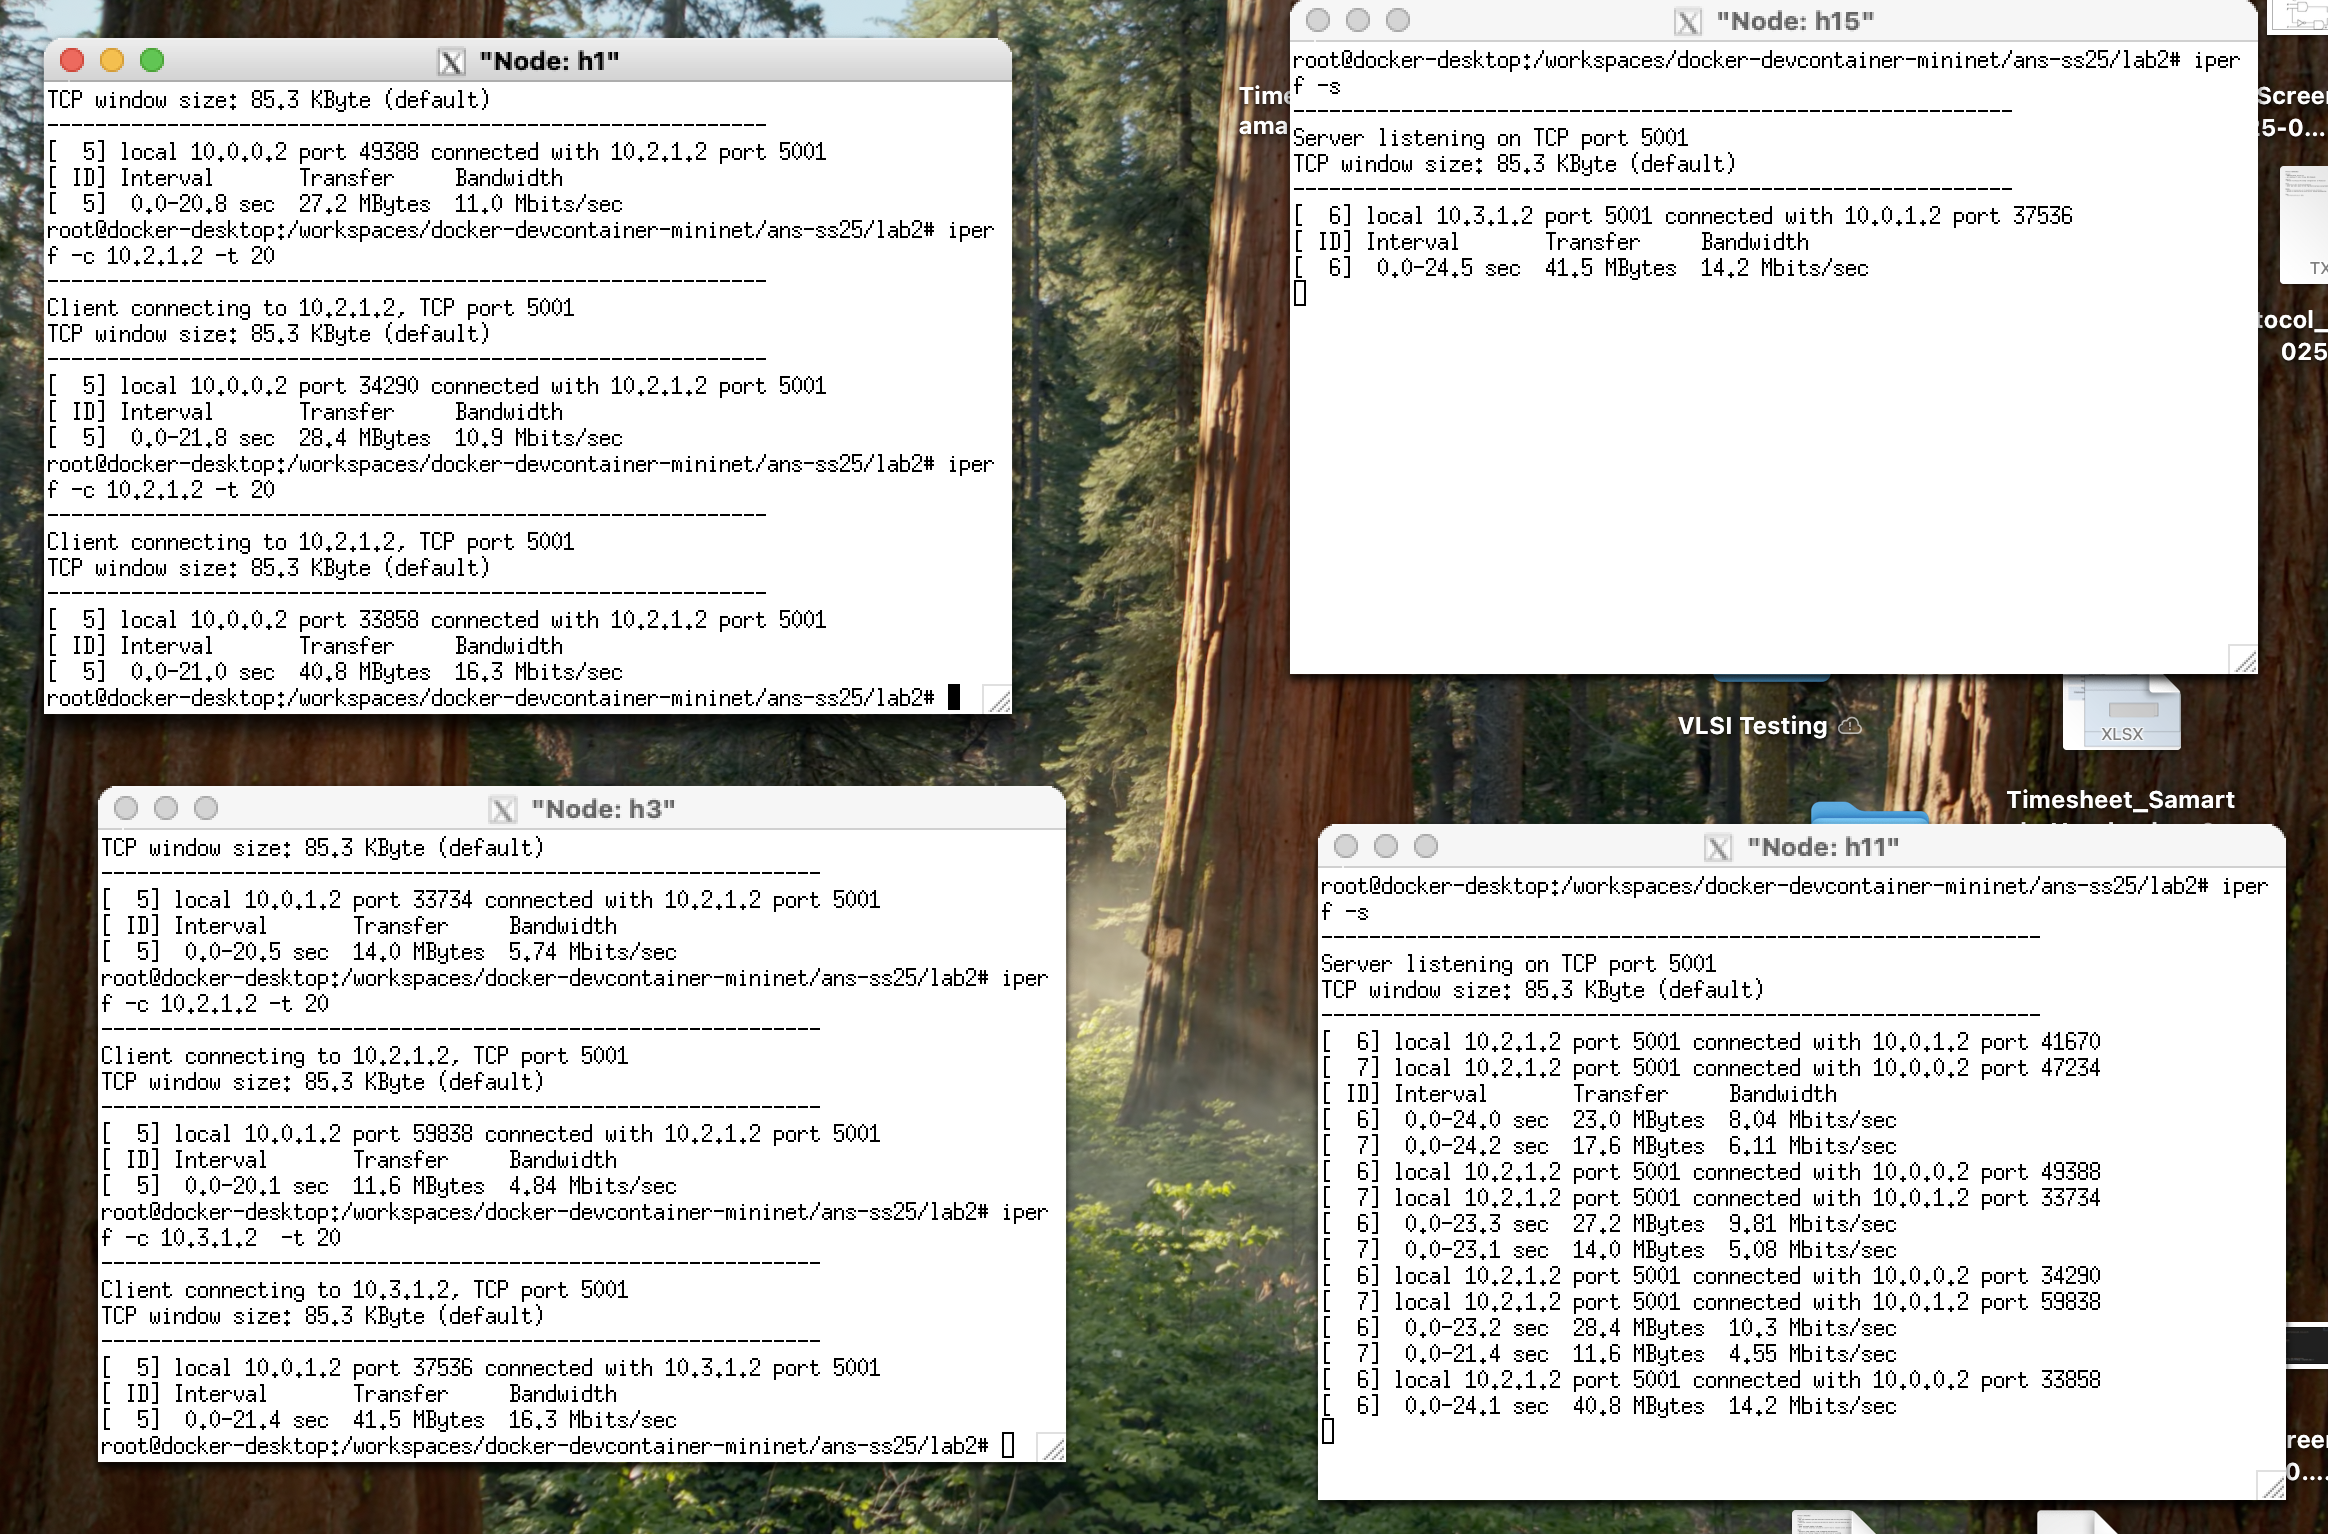 "Node: h1"
TCP window size: 85.3 KByte (default)
------------------------------------------------------------
[  5] local 10.0.0.2 port 49388 connected with 10.2.1.2 port 5001
[ ID] Interval       Transfer     Bandwidth
[  5]  0.0-20.8 sec  27.2 MBytes  11.0 Mbits/sec
root@docker-desktop:/workspaces/docker-devcontainer-mininet/ans-ss25/lab2# iper
f -c 10.2.1.2 -t 20
------------------------------------------------------------
Client connecting to 10.2.1.2, TCP port 5001
TCP window size: 85.3 KByte (default)
------------------------------------------------------------
[  5] local 10.0.0.2 port 34290 connected with 10.2.1.2 port 5001
[ ID] Interval       Transfer     Bandwidth
[  5]  0.0-21.8 sec  28.4 MBytes  10.9 Mbits/sec
root@docker-desktop:/workspaces/docker-devcontainer-mininet/ans-ss25/lab2# iper
f -c 10.2.1.2 -t 20
------------------------------------------------------------
Client connecting to 10.2.1.2, TCP port 5001
TCP window size: 85.3 KByte (default)
------------------------------------------------------------
[  5] local 10.0.0.2 port 33858 connected with 10.2.1.2 port 5001
[ ID] Interval       Transfer     Bandwidth
[  5]  0.0-21.0 sec  40.8 MBytes  16.3 Mbits/sec
root@docker-desktop:/workspaces/docker-devcontainer-mininet/ans-ss25/lab2#
"Node: h15"
root@docker-desktop:/workspaces/docker-devcontainer-mininet/ans-ss25/lab2# iper
f -s
------------------------------------------------------------
Server listening on TCP port 5001
TCP window size: 85.3 KByte (default)
------------------------------------------------------------
[  6] local 10.3.1.2 port 5001 connected with 10.0.1.2 port 37536
[ ID] Interval       Transfer     Bandwidth
[  6]  0.0-24.5 sec  41.5 MBytes  14.2 Mbits/sec
Time
ama
Scree
5-0...
TX
tocol_
025
VLSI Testing
XLSX
Timesheet_Samart
"Node: h3"
TCP window size: 85.3 KByte (default)
------------------------------------------------------------
[  5] local 10.0.1.2 port 33734 connected with 10.2.1.2 port 5001
[ ID] Interval       Transfer     Bandwidth
[  5]  0.0-20.5 sec  14.0 MBytes  5.74 Mbits/sec
root@docker-desktop:/workspaces/docker-devcontainer-mininet/ans-ss25/lab2# iper
f -c 10.2.1.2 -t 20
------------------------------------------------------------
Client connecting to 10.2.1.2, TCP port 5001
TCP window size: 85.3 KByte (default)
------------------------------------------------------------
[  5] local 10.0.1.2 port 59838 connected with 10.2.1.2 port 5001
[ ID] Interval       Transfer     Bandwidth
[  5]  0.0-20.1 sec  11.6 MBytes  4.84 Mbits/sec
root@docker-desktop:/workspaces/docker-devcontainer-mininet/ans-ss25/lab2# iper
f -c 10.3.1.2  -t 20
------------------------------------------------------------
Client connecting to 10.3.1.2, TCP port 5001
TCP window size: 85.3 KByte (default)
------------------------------------------------------------
[  5] local 10.0.1.2 port 37536 connected with 10.3.1.2 port 5001
[ ID] Interval       Transfer     Bandwidth
[  5]  0.0-21.4 sec  41.5 MBytes  16.3 Mbits/sec
root@docker-desktop:/workspaces/docker-devcontainer-mininet/ans-ss25/lab2#
"Node: h11"
root@docker-desktop:/workspaces/docker-devcontainer-mininet/ans-ss25/lab2# iper
f -s
------------------------------------------------------------
Server listening on TCP port 5001
TCP window size: 85.3 KByte (default)
------------------------------------------------------------
[  6] local 10.2.1.2 port 5001 connected with 10.0.1.2 port 41670
[  7] local 10.2.1.2 port 5001 connected with 10.0.0.2 port 47234
[ ID] Interval       Transfer     Bandwidth
[  6]  0.0-24.0 sec  23.0 MBytes  8.04 Mbits/sec
[  7]  0.0-24.2 sec  17.6 MBytes  6.11 Mbits/sec
[  6] local 10.2.1.2 port 5001 connected with 10.0.0.2 port 49388
[  7] local 10.2.1.2 port 5001 connected with 10.0.1.2 port 33734
[  6]  0.0-23.3 sec  27.2 MBytes  9.81 Mbits/sec
[  7]  0.0-23.1 sec  14.0 MBytes  5.08 Mbits/sec
[  6] local 10.2.1.2 port 5001 connected with 10.0.0.2 port 34290
[  7] local 10.2.1.2 port 5001 connected with 10.0.1.2 port 59838
[  6]  0.0-23.2 sec  28.4 MBytes  10.3 Mbits/sec
[  7]  0.0-21.4 sec  11.6 MBytes  4.55 Mbits/sec
[  6] local 10.2.1.2 port 5001 connected with 10.0.0.2 port 33858
[  6]  0.0-24.1 sec  40.8 MBytes  14.2 Mbits/sec
ree
0....